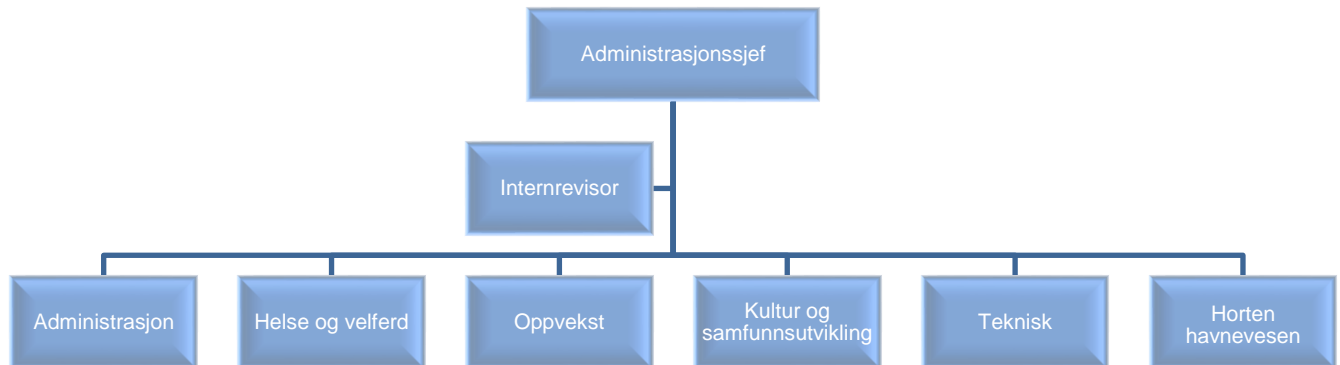 Administrasjonssjef
Internrevisor
Administrasjon
Helse og velferd
Oppvekst
Kultur og
samfunnsutvikling
Teknisk
Horten
havnevesen